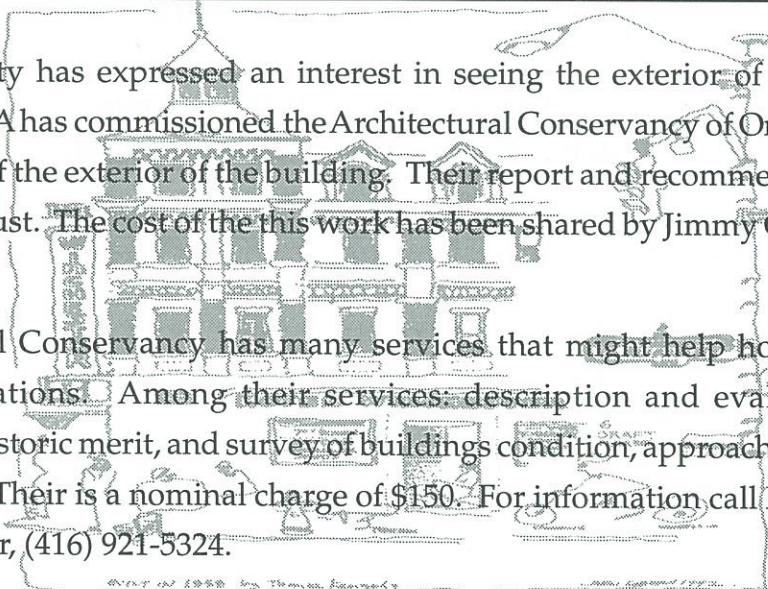 ty has expressed an interest in seeing the exterior of
A has commissioned the Architectural Conservancy of On
f the exterior of the building. Their report and recomme
ust. The cost of the this work has been shared by Jimmy
l Conservancy has many services that might help ho
ations. Among their services: description and eva
storic merit, and survey of buildings condition, approach
Their is a nominal charge of $150. For information call
r, (416) 921-5324.
by Thomas Kennedy